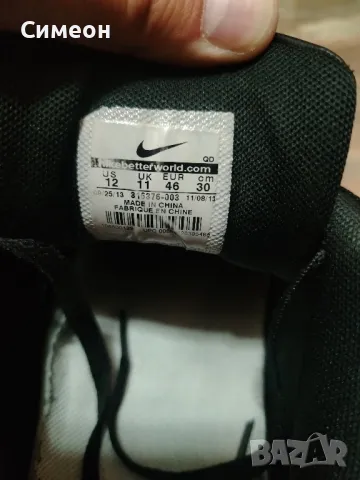 Симеон
QD
nikebetterworld.com
US UK EUR cm
12 11 46 30
11/08/13
MADE IN CHINA
FABRIQUE EN CHINE
BAZAR